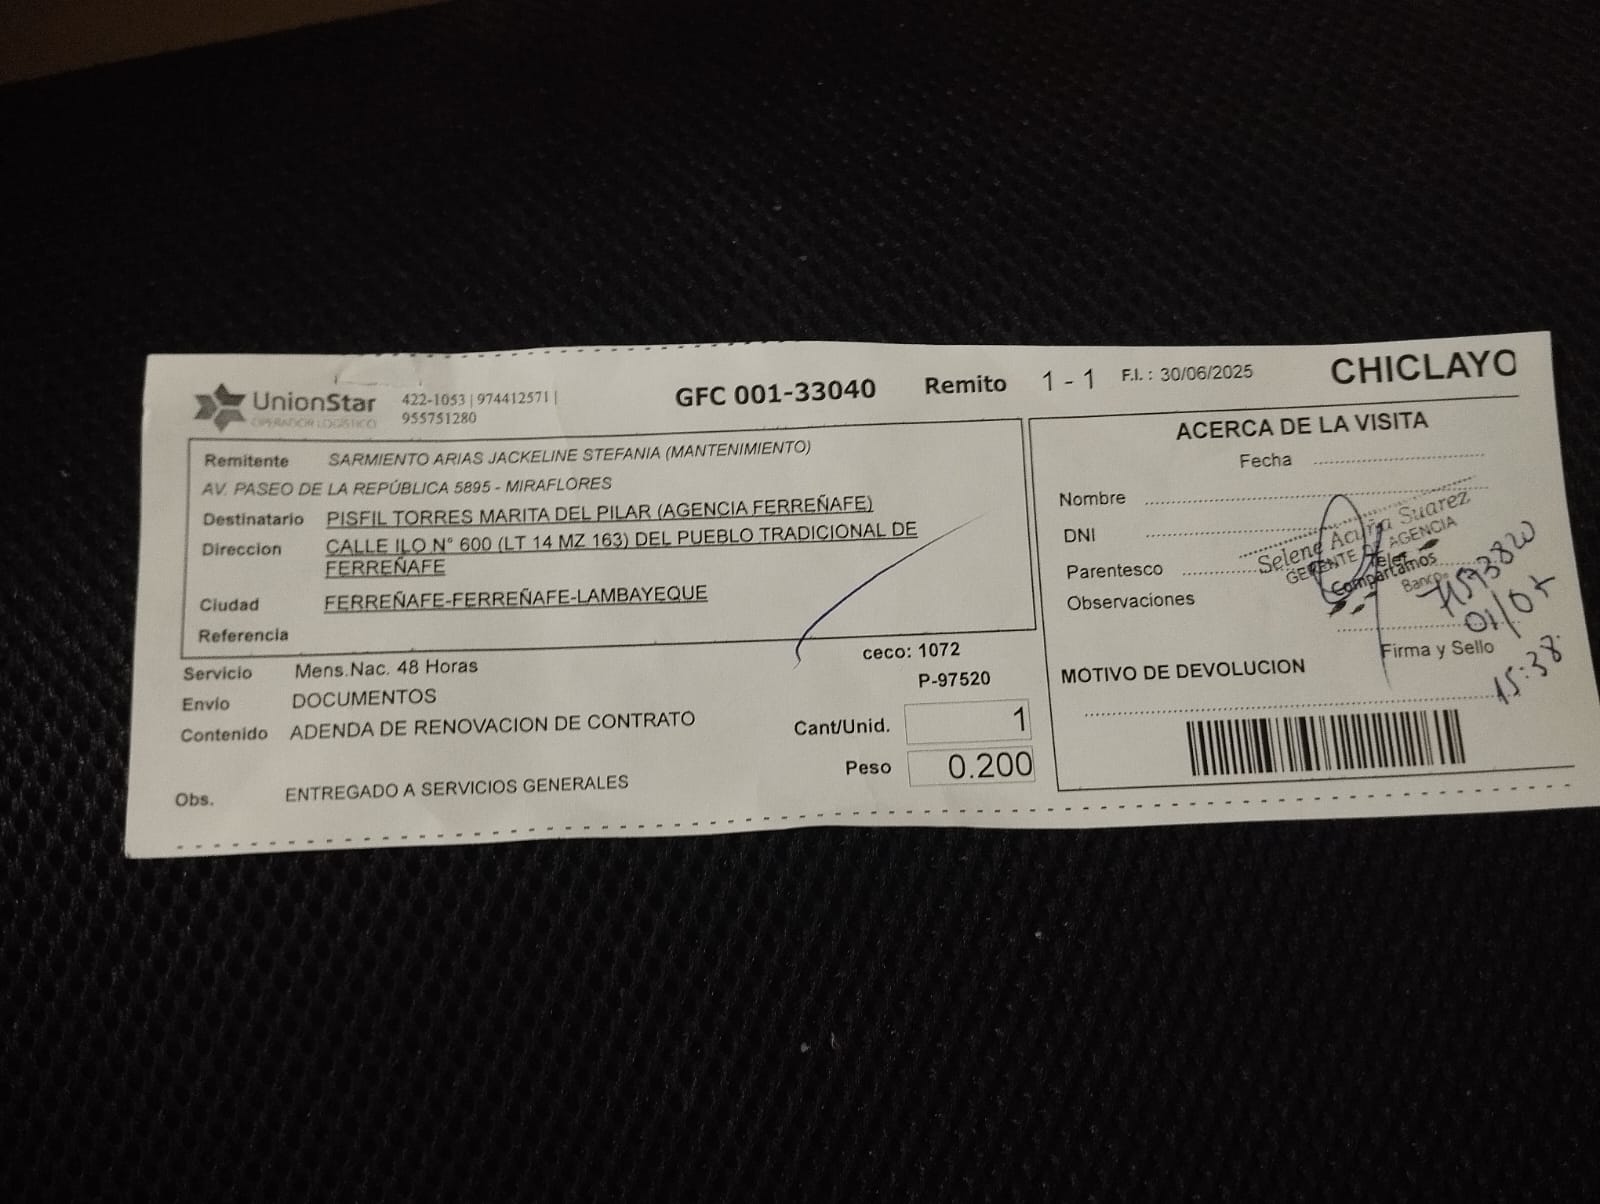 UnionStar
OPERADOR LOGÍSTICO
422-1053 | 974412571 |
955751280
GFC 001-33040 Remito 1 - 1 F.I. : 30/06/2025 CHICLAYO
Remitente SARMIENTO ARIAS JACKELINE STEFANIA (MANTENIMIENTO)
AV. PASEO DE LA REPÚBLICA 5895 - MIRAFLORES
Destinatario PISFIL TORRES MARITA DEL PILAR (AGENCIA FERREÑAFE)
Direccion CALLE ILO N° 600 (LT 14 MZ 163) DEL PUEBLO TRADICIONAL DE
FERREÑAFE
Ciudad FERREÑAFE-FERREÑAFE-LAMBAYEQUE
Referencia
Servicio Mens.Nac. 48 Horas
ceco: 1072
Envío DOCUMENTOS
P-97520
Contenido ADENDA DE RENOVACION DE CONTRATO
Cant/Unid. 1
Peso 0.200
Obs. ENTREGADO A SERVICIOS GENERALES
ACERCA DE LA VISITA
Fecha
Nombre
DNI
Parentesco
Observaciones
Selene Acuña Suarez
GERENTE DE AGENCIA
Compartamos
Banco
01/07
15:38
Firma y Sello
MOTIVO DE DEVOLUCION